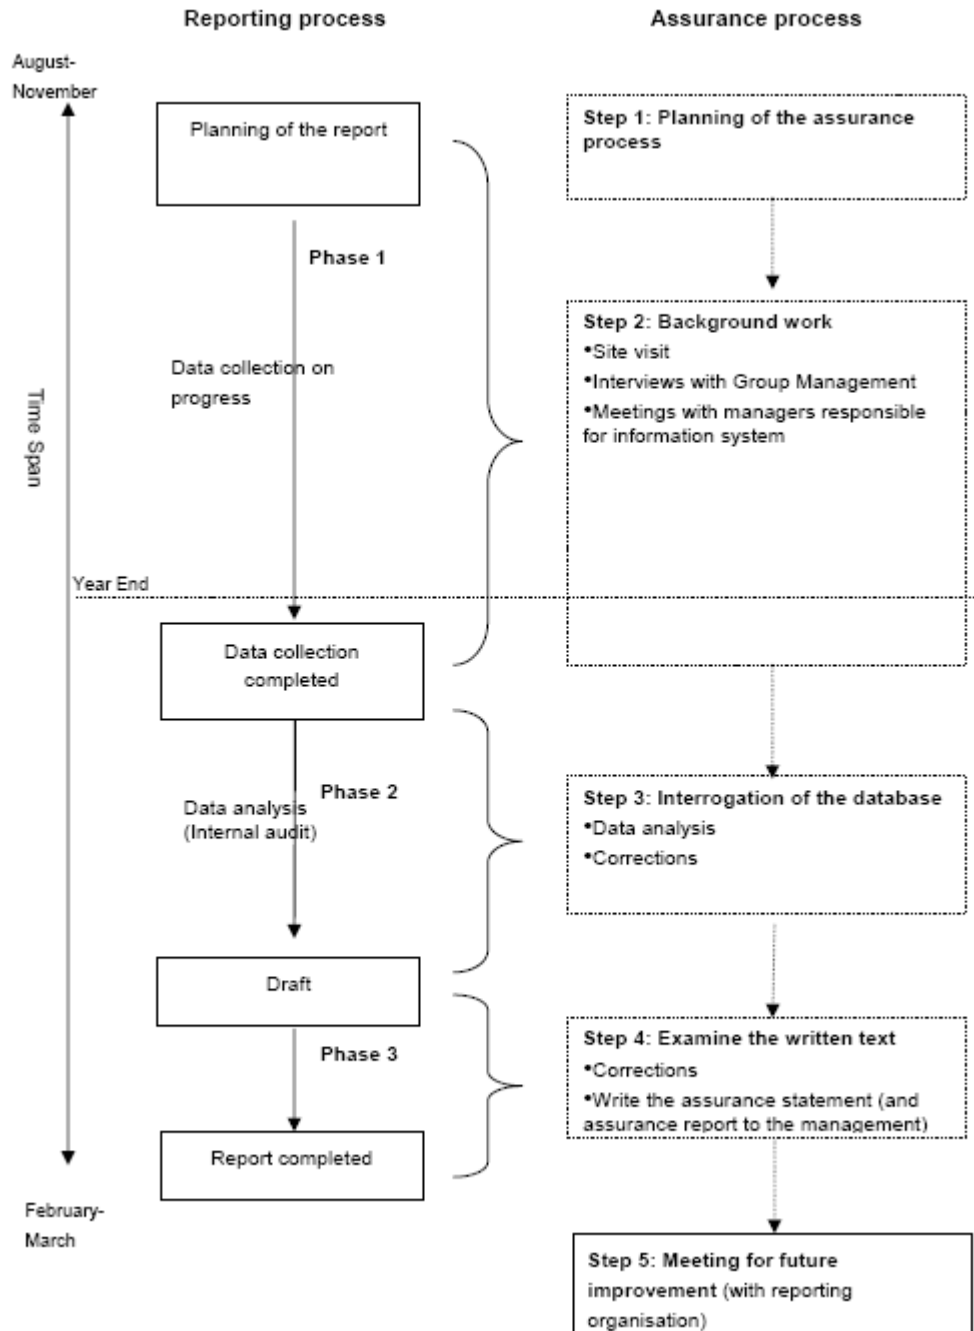 Reporting process
Assurance process
August-
November
Planning of the report
Step 1: Planning of the assurance
process
Phase 1
Data collection on
progress
Step 2: Background work
•Site visit
•Interviews with Group Management
•Meetings with managers responsible
for information system
Time Span
Year End
Data collection
completed
Phase 2
Data analysis
(Internal audit)
Step 3: Interrogation of the database
•Data analysis
•Corrections
Draft
Phase 3
Step 4: Examine the written text
•Corrections
•Write the assurance statement (and
assurance report to the management)
Report completed
February-
March
Step 5: Meeting for future
improvement (with reporting
organisation)